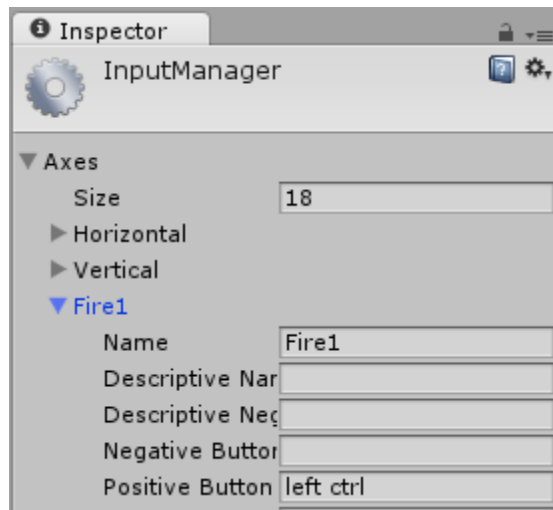 Inspector
InputManager
Axes
Size 18
Horizontal
Vertical
Fire1
Name Fire1
Descriptive Nar
Descriptive Neg
Negative Buttor
Positive Button left ctrl